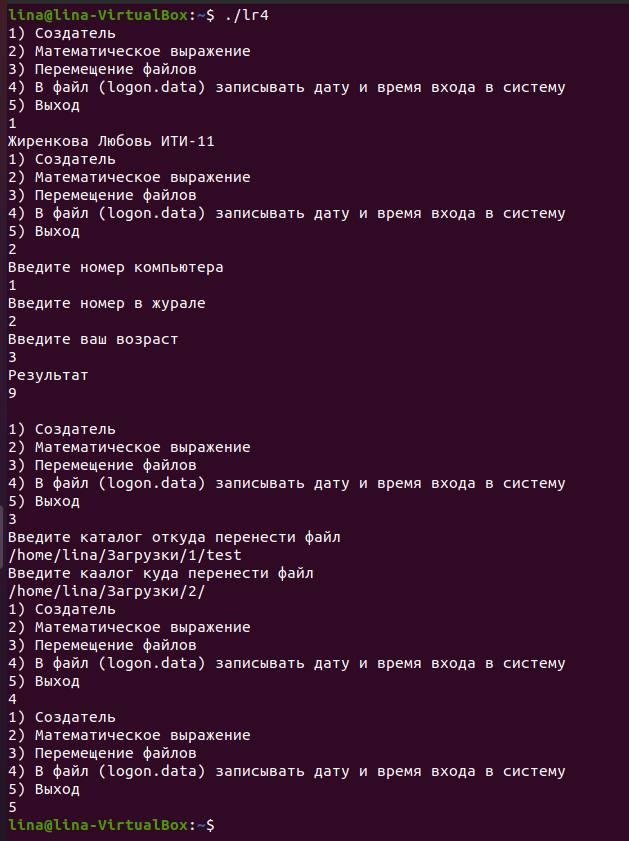 lina@lina-VirtualBox:~$ ./lr4
1) Создатель
2) Математическое выражение
3) Перемещение файлов
4) В файл (logon.data) записывать дату и время входа в систему
5) Выход
1
Жиренкова Любовь ИТИ-11
1) Создатель
2) Математическое выражение
3) Перемещение файлов
4) В файл (logon.data) записывать дату и время входа в систему
5) Выход
2
Введите номер компьютера
1
Введите номер в журале
2
Введите ваш возраст
3
Результат
9

1) Создатель
2) Математическое выражение
3) Перемещение файлов
4) В файл (logon.data) записывать дату и время входа в систему
5) Выход
3
Введите каталог откуда перенести файл
/home/lina/Загрузки/1/test
Введите каалог куда перенести файл
/home/lina/Загрузки/2/
1) Создатель
2) Математическое выражение
3) Перемещение файлов
4) В файл (logon.data) записывать дату и время входа в систему
5) Выход
4
1) Создатель
2) Математическое выражение
3) Перемещение файлов
4) В файл (logon.data) записывать дату и время входа в систему
5) Выход
5
lina@lina-VirtualBox:~$